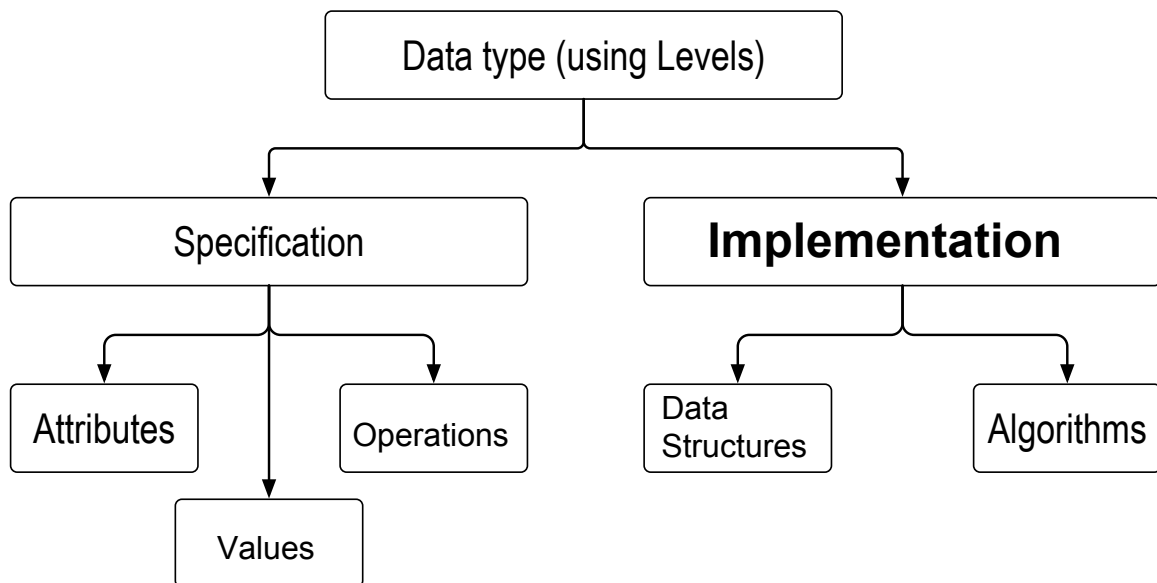 Data type (using Levels)
Specification
Implementation
Attributes
Operations
Data
Structures
Algorithms
Values